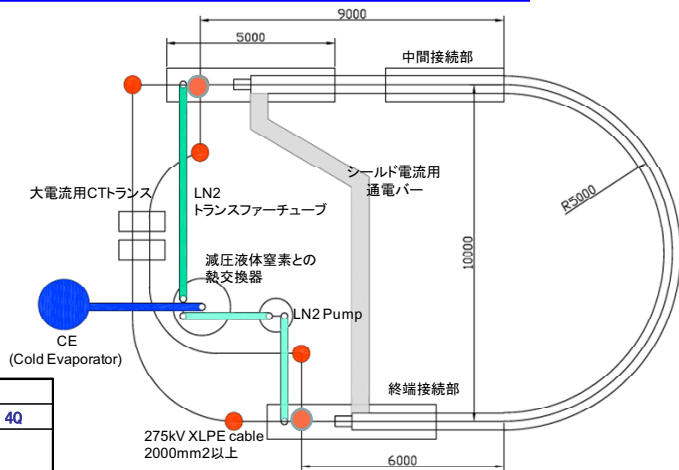 9000
5000
中間接続部
大電流用CTトランス
LN2
トランスファーチューブ
シールド電流用
通電バー
R5000
10000
減圧液体窒素との
熱交換器
LN2 Pump
CE
(Cold Evaporator)
4Q
終端接続部
275kV XLPE cable
2000mm2以上
6000